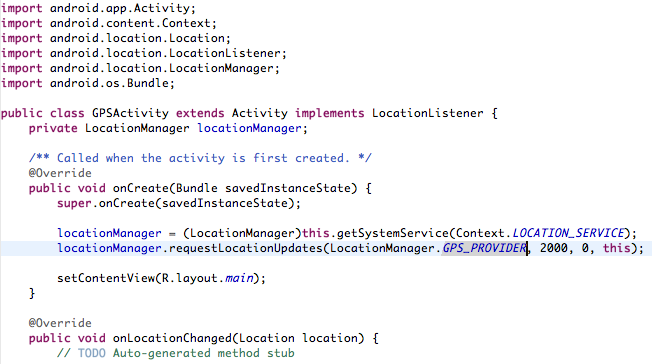 import android.app.Activity;
import android.content.Context;
import android.location.Location;
import android.location.LocationListener;
import android.location.LocationManager;
import android.os.Bundle;
public class GPSActivity extends Activity implements LocationListener {
private LocationManager locationManager;
/** Called when the activity is first created. */
@Override
public void onCreate(Bundle savedInstanceState) {
super.onCreate(savedInstanceState);
locationManager = (LocationManager)this.getSystemService(Context.LOCATION_SERVICE);
locationManager.requestLocationUpdates(LocationManager.GPS_PROVIDER, 2000, 0, this);
setContentView(R.layout.main);
}
@Override
public void onLocationChanged(Location location) {
// TODO Auto-generated method stub